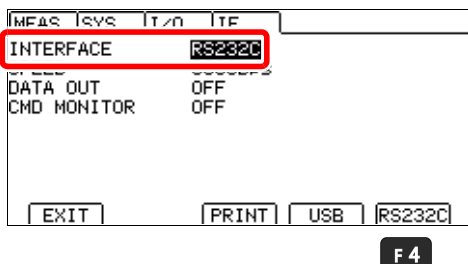 MEAS SYS I/O IF
INTERFACE RS232C
DATA OUT OFF
CMD MONITOR OFF
EXIT PRINT USB RS232C
F4